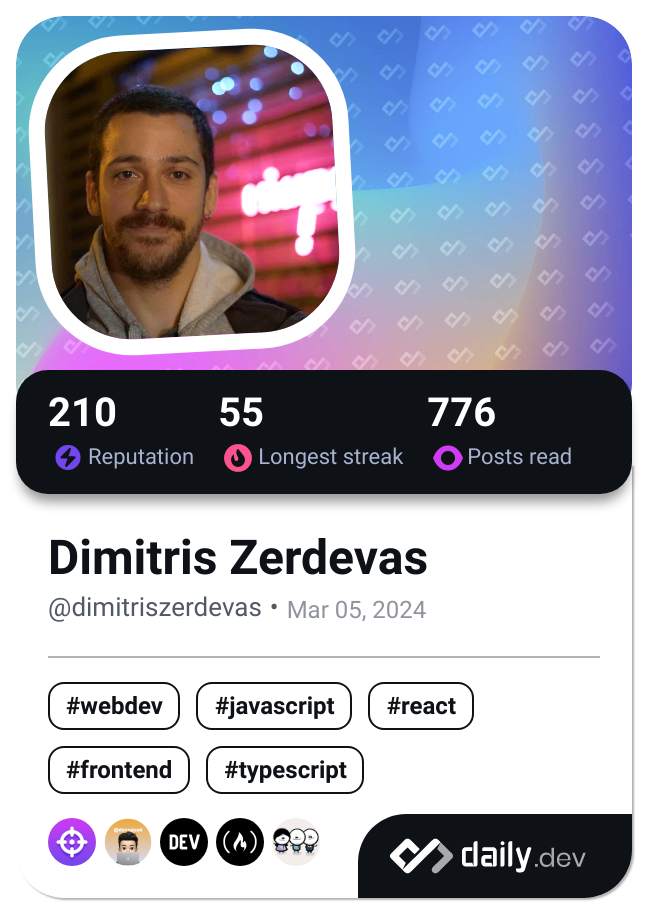 210 55 776
Reputation Longest streak Posts read
Dimitris Zerdevas
@dimitriszerdevas • Mar 05, 2024
#webdev #javascript #react
#frontend #typescript
DEV
daily.dev